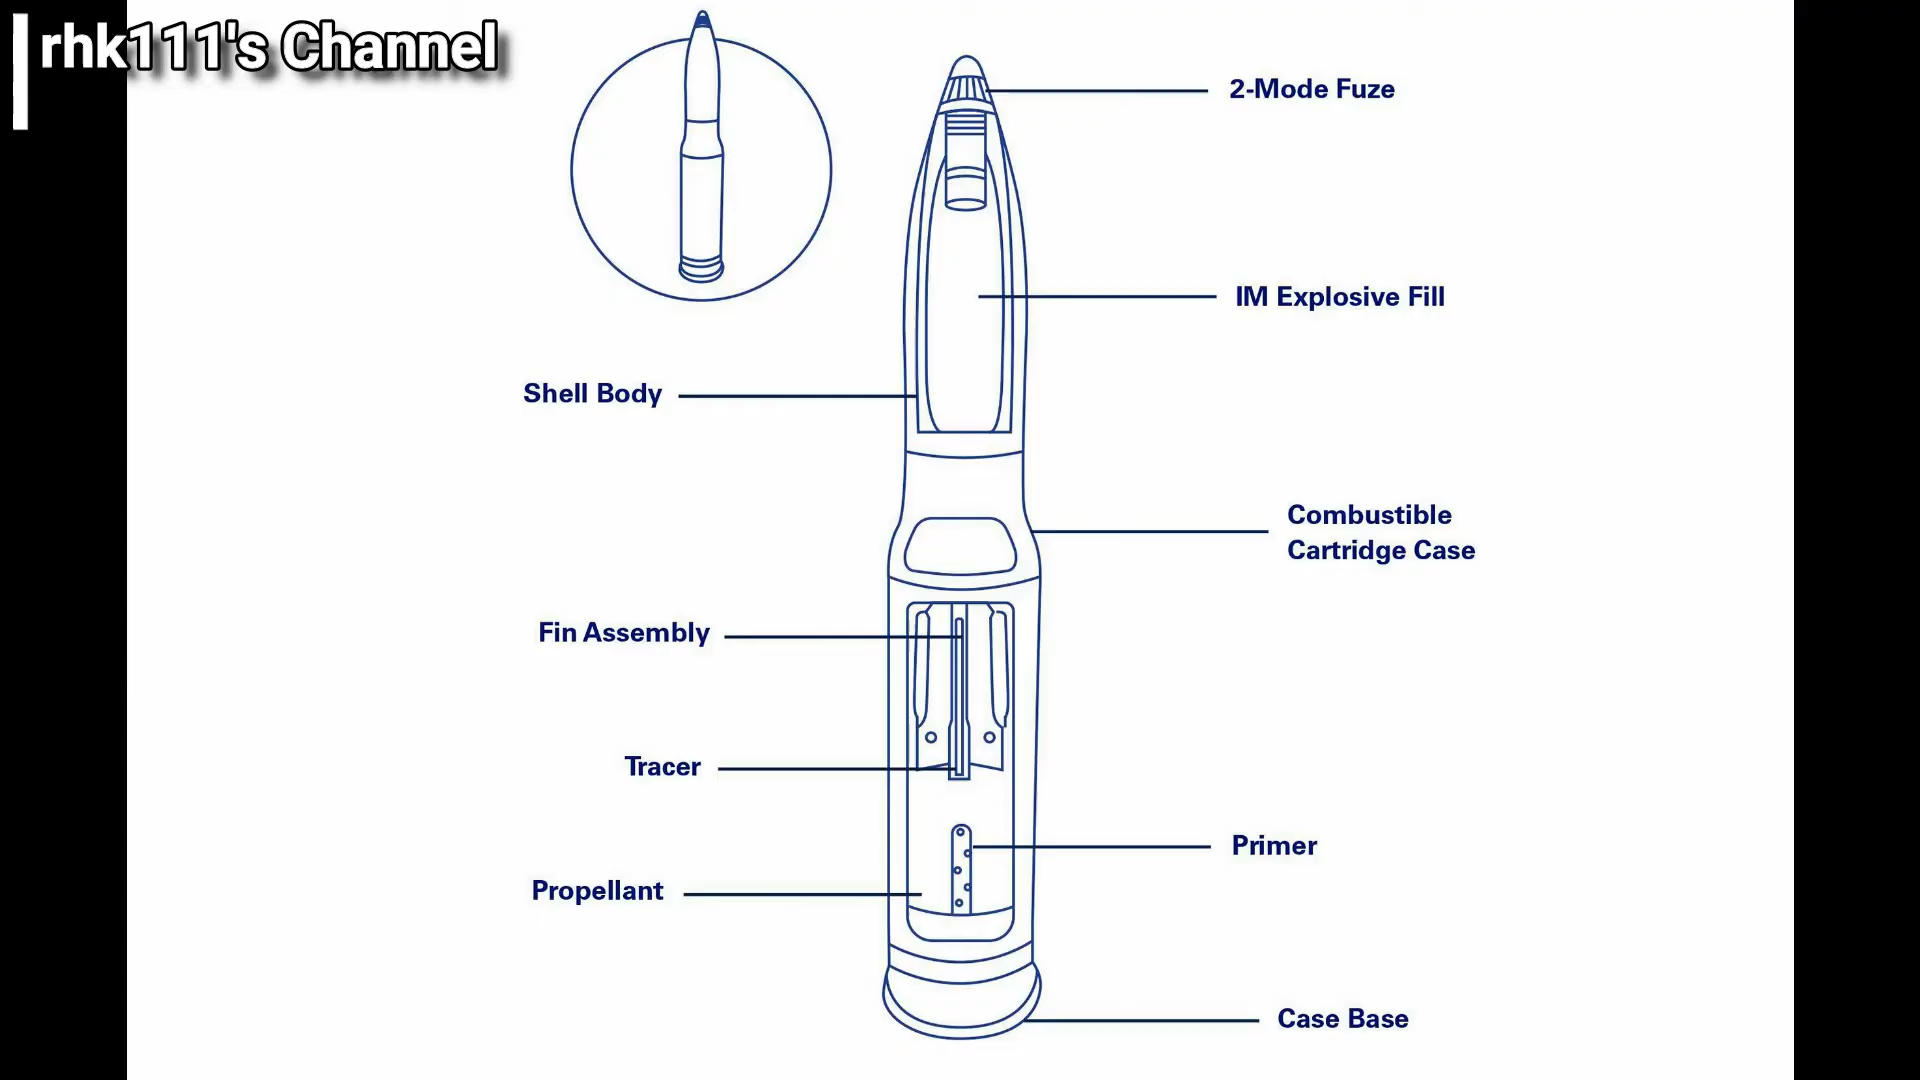 rhk111's Channel
2-Mode Fuze
IM Explosive Fill
Shell Body
Combustible
Cartridge Case
Fin Assembly
Tracer
Primer
Propellant
Case Base